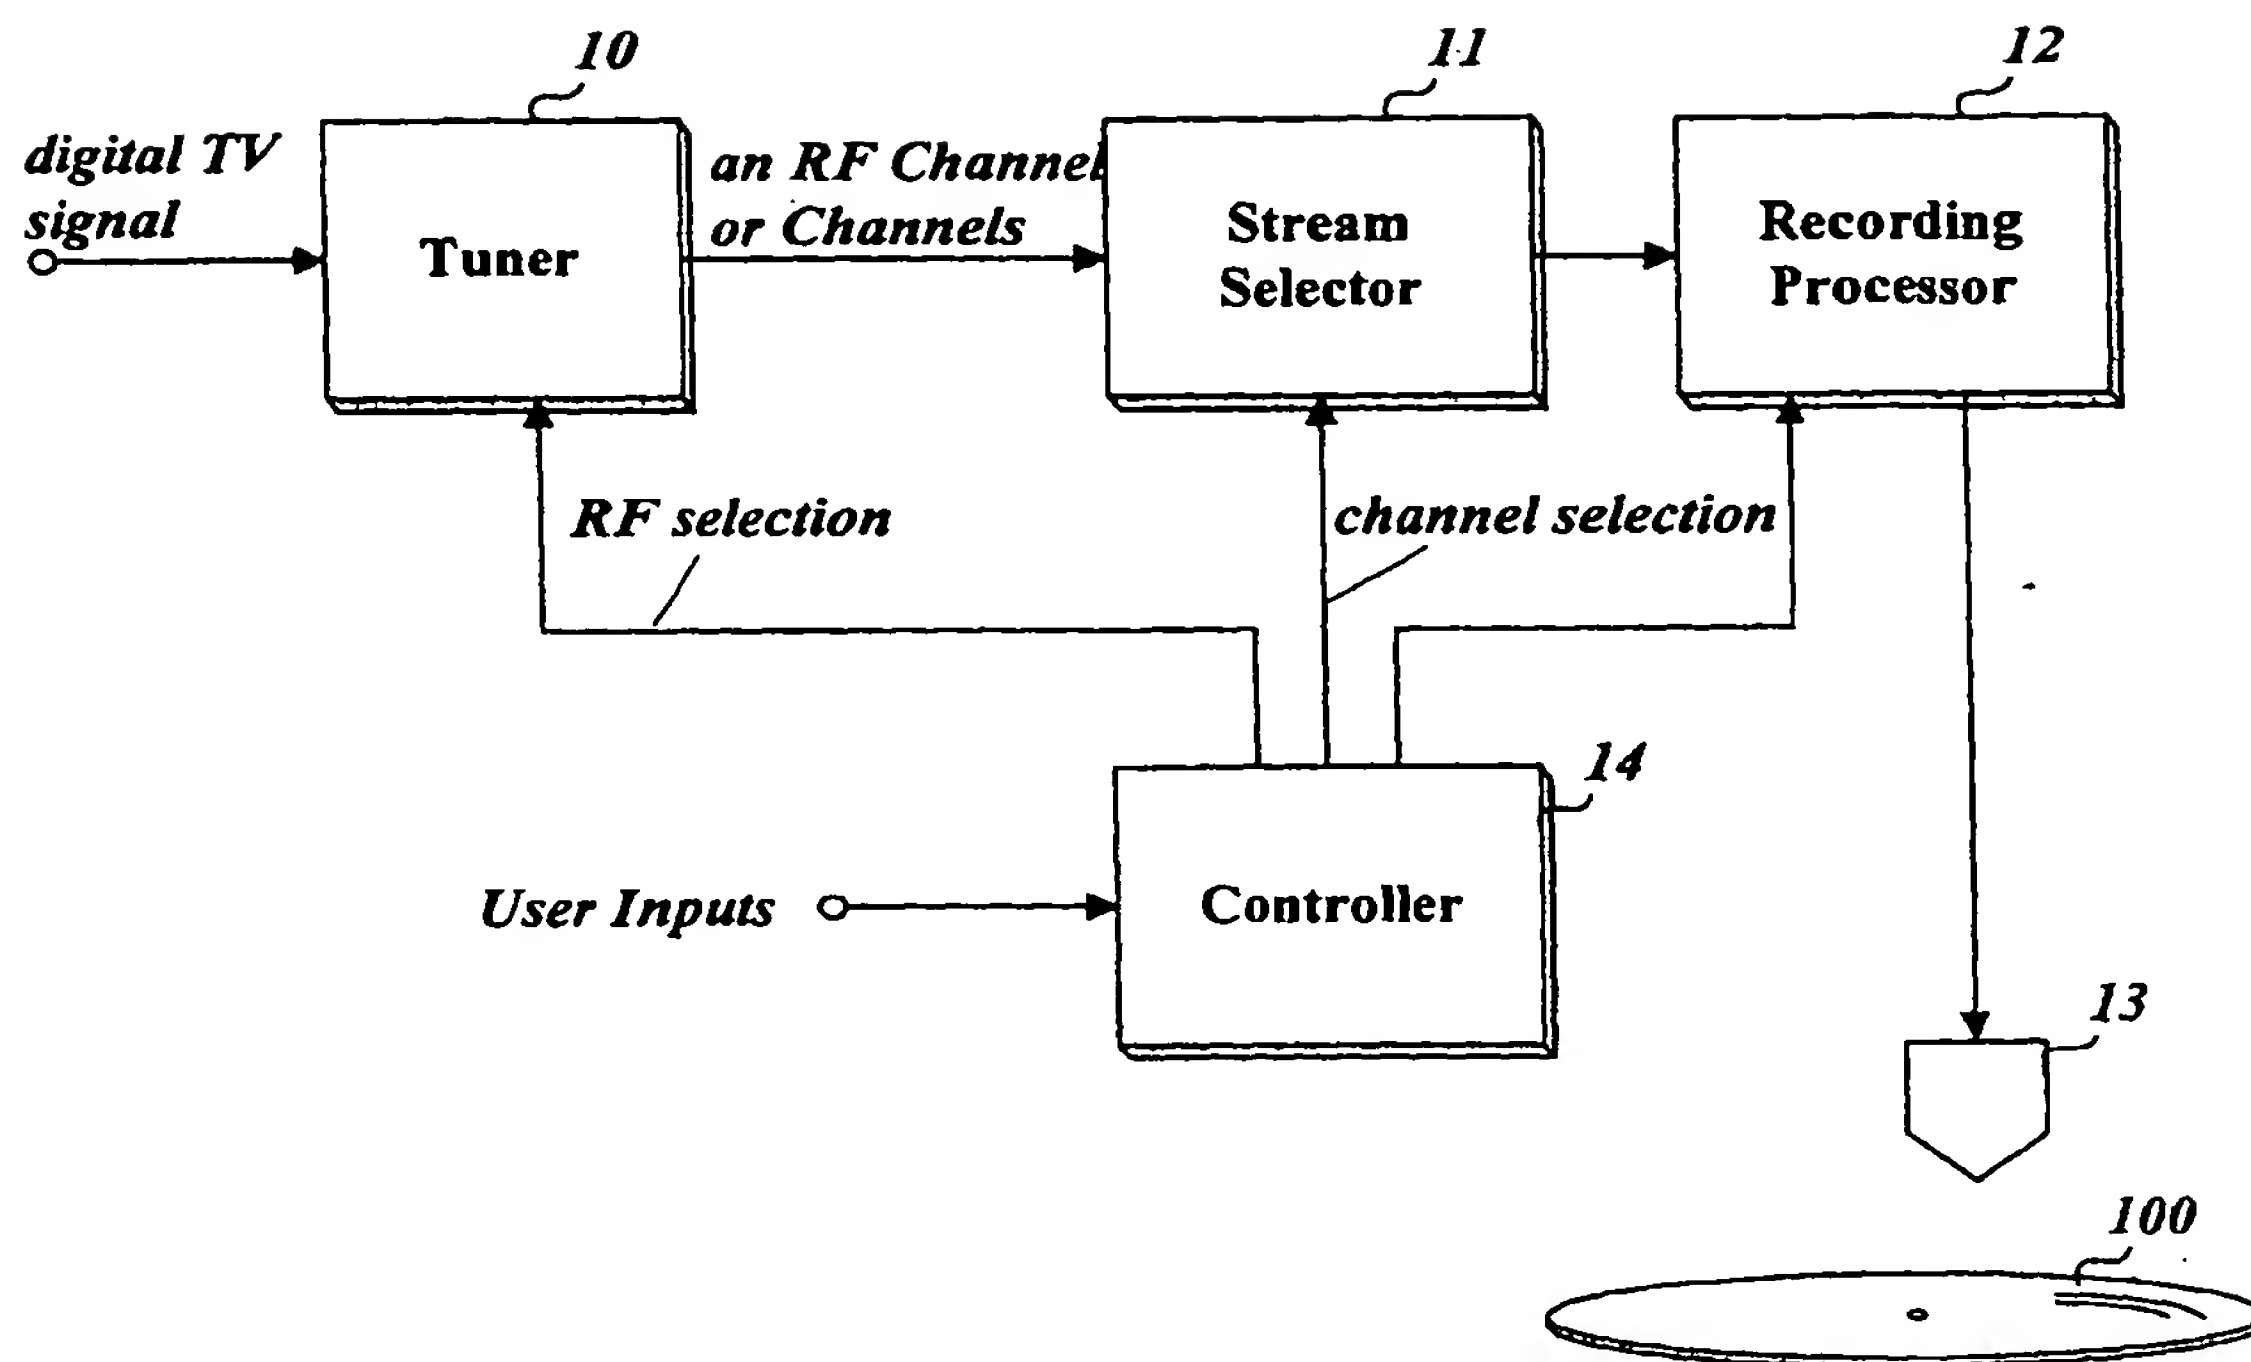 10
11
12
digital TV
signal
Tuner
an RF Channel
or Channels
Stream
Selector
Recording
Processor
RF selection
channel selection
14
User Inputs
Controller
13
100